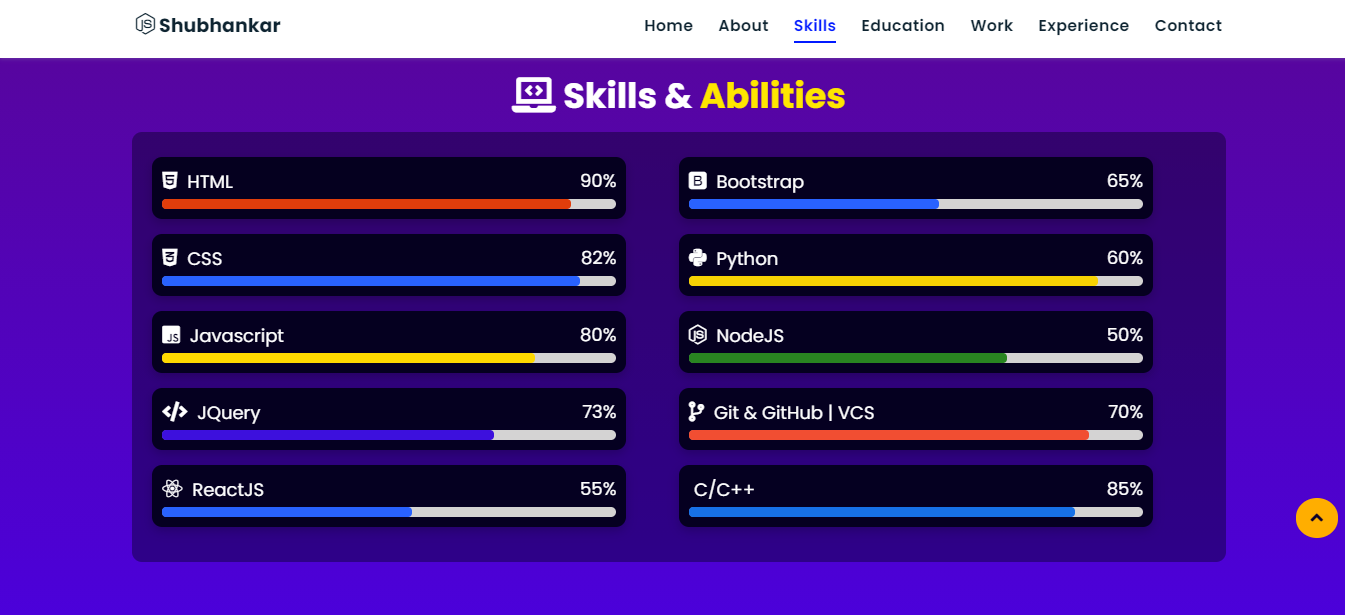 Shubhankar
Home About Skills Education Work Experience Contact
Skills & Abilities
HTML 90%
Bootstrap 65%
CSS 82%
Python 60%
Javascript 80%
NodeJS 50%
JQuery 73%
Git & GitHub | VCS 70%
ReactJS 55%
C/C++ 85%